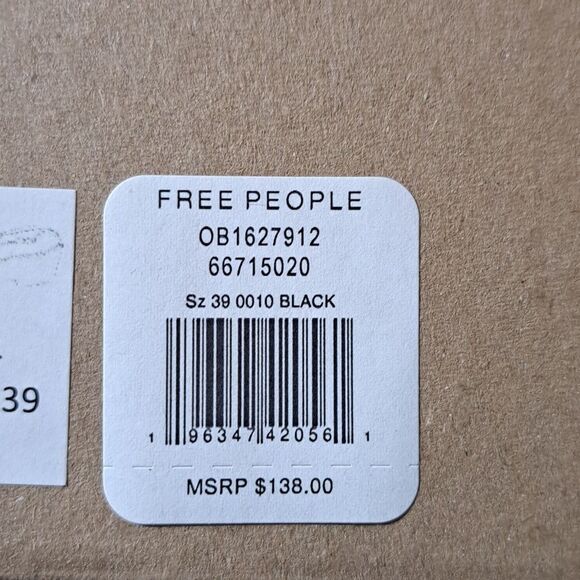 FREE PEOPLE
OB1627912
66715020
Sz 39 0010 BLACK
1 96347 42056 1
MSRP $138.00
39